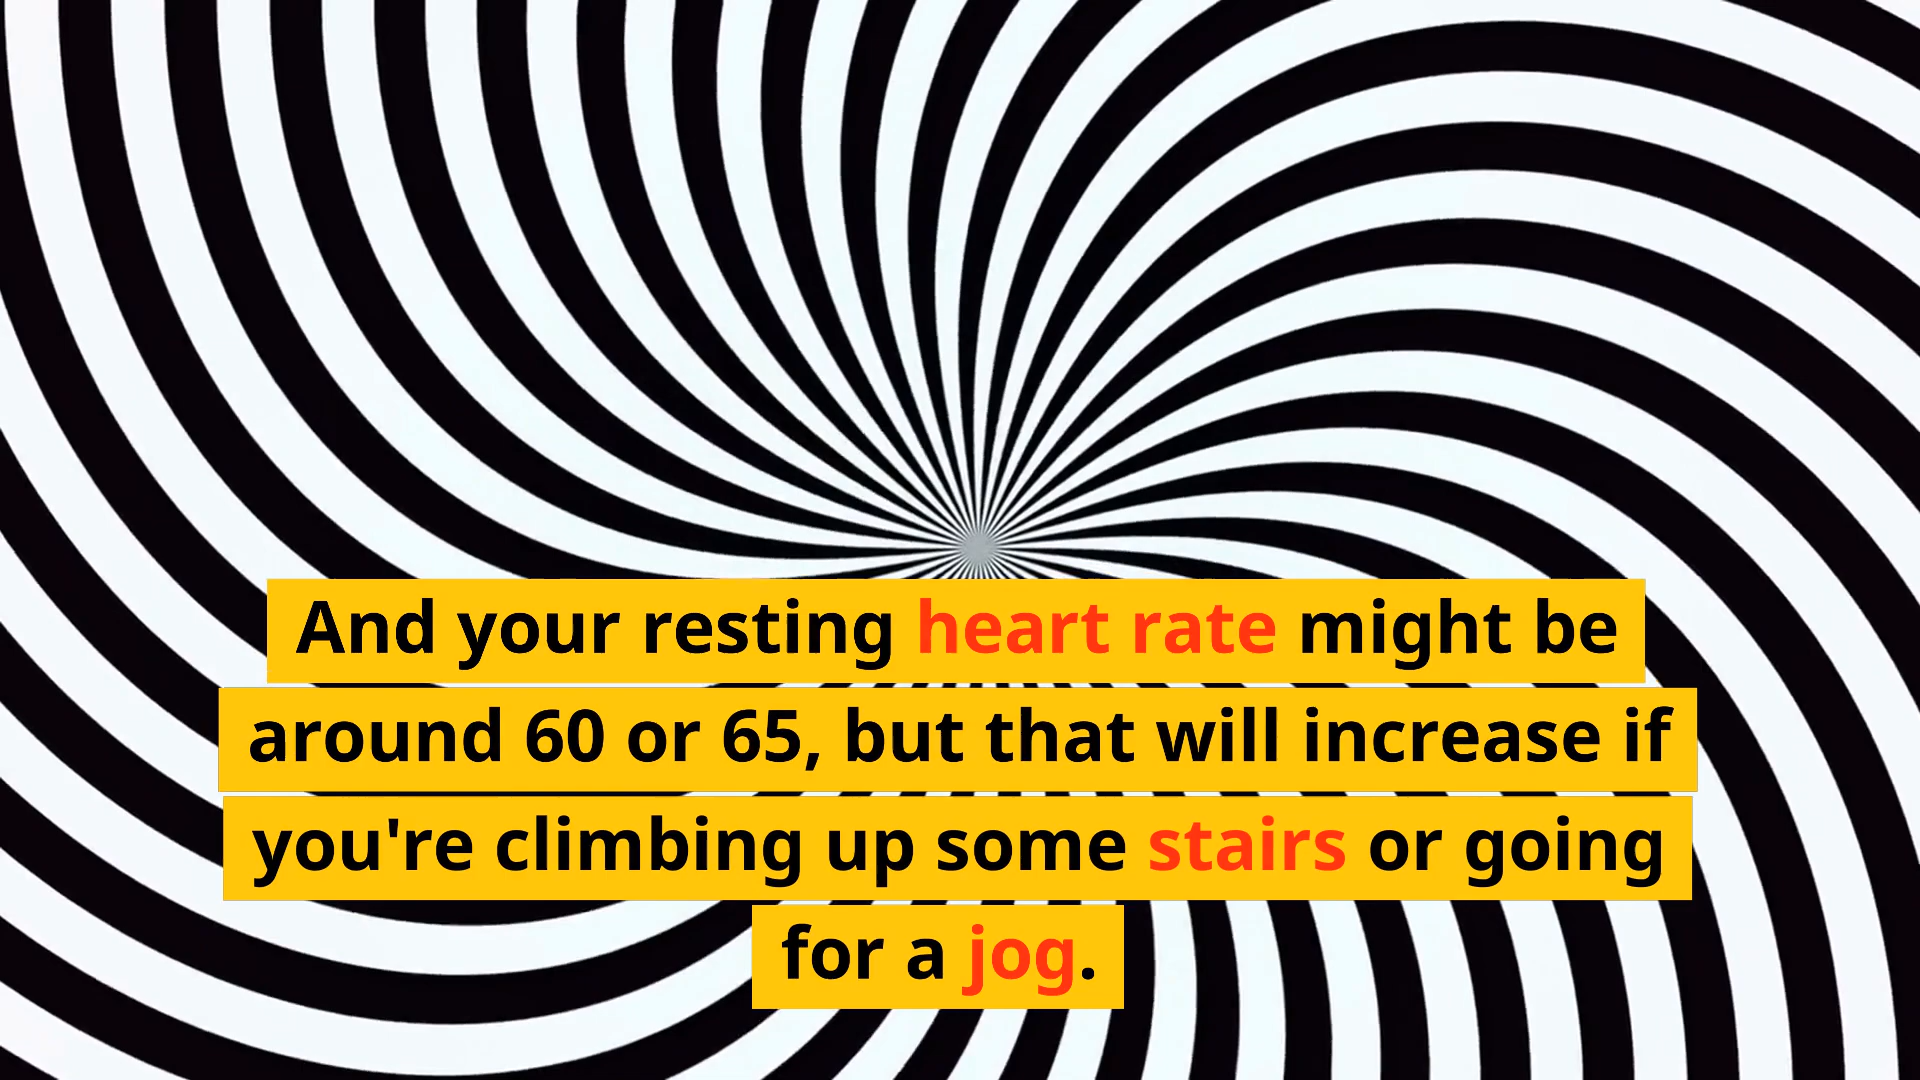 And your resting heart rate might be
around 60 or 65, but that will increase if
you're climbing up some stairs or going
for a jog.